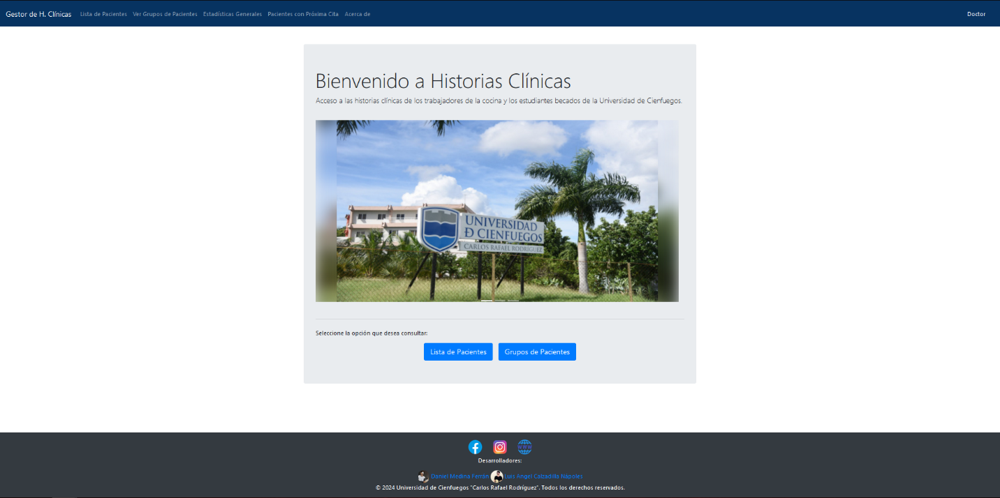 Gestor de H. Clínicas Lista de Pacientes Ver Grupos de Pacientes Estadísticas Generales Pacientes con Próxima Cita Acerca de Doctor
Bienvenido a Historias Clínicas
Acceso a las historias clínicas de los trabajadores de la cocina y los estudiantes becados de la Universidad de Cienfuegos.
UNIVERSIDAD
Đ CIENFUEGOS
CARLOS RAFAEL RODRIGUEZ
Seleccione la opción que desea consultar:
Lista de Pacientes Grupos de Pacientes
WWW
Desarrolladores:
Daniel Medina Ferrán Luis Angel Calzadilla Nápoles
© 2024 Universidad de Cienfuegos "Carlos Rafael Rodríguez". Todos los derechos reservados.